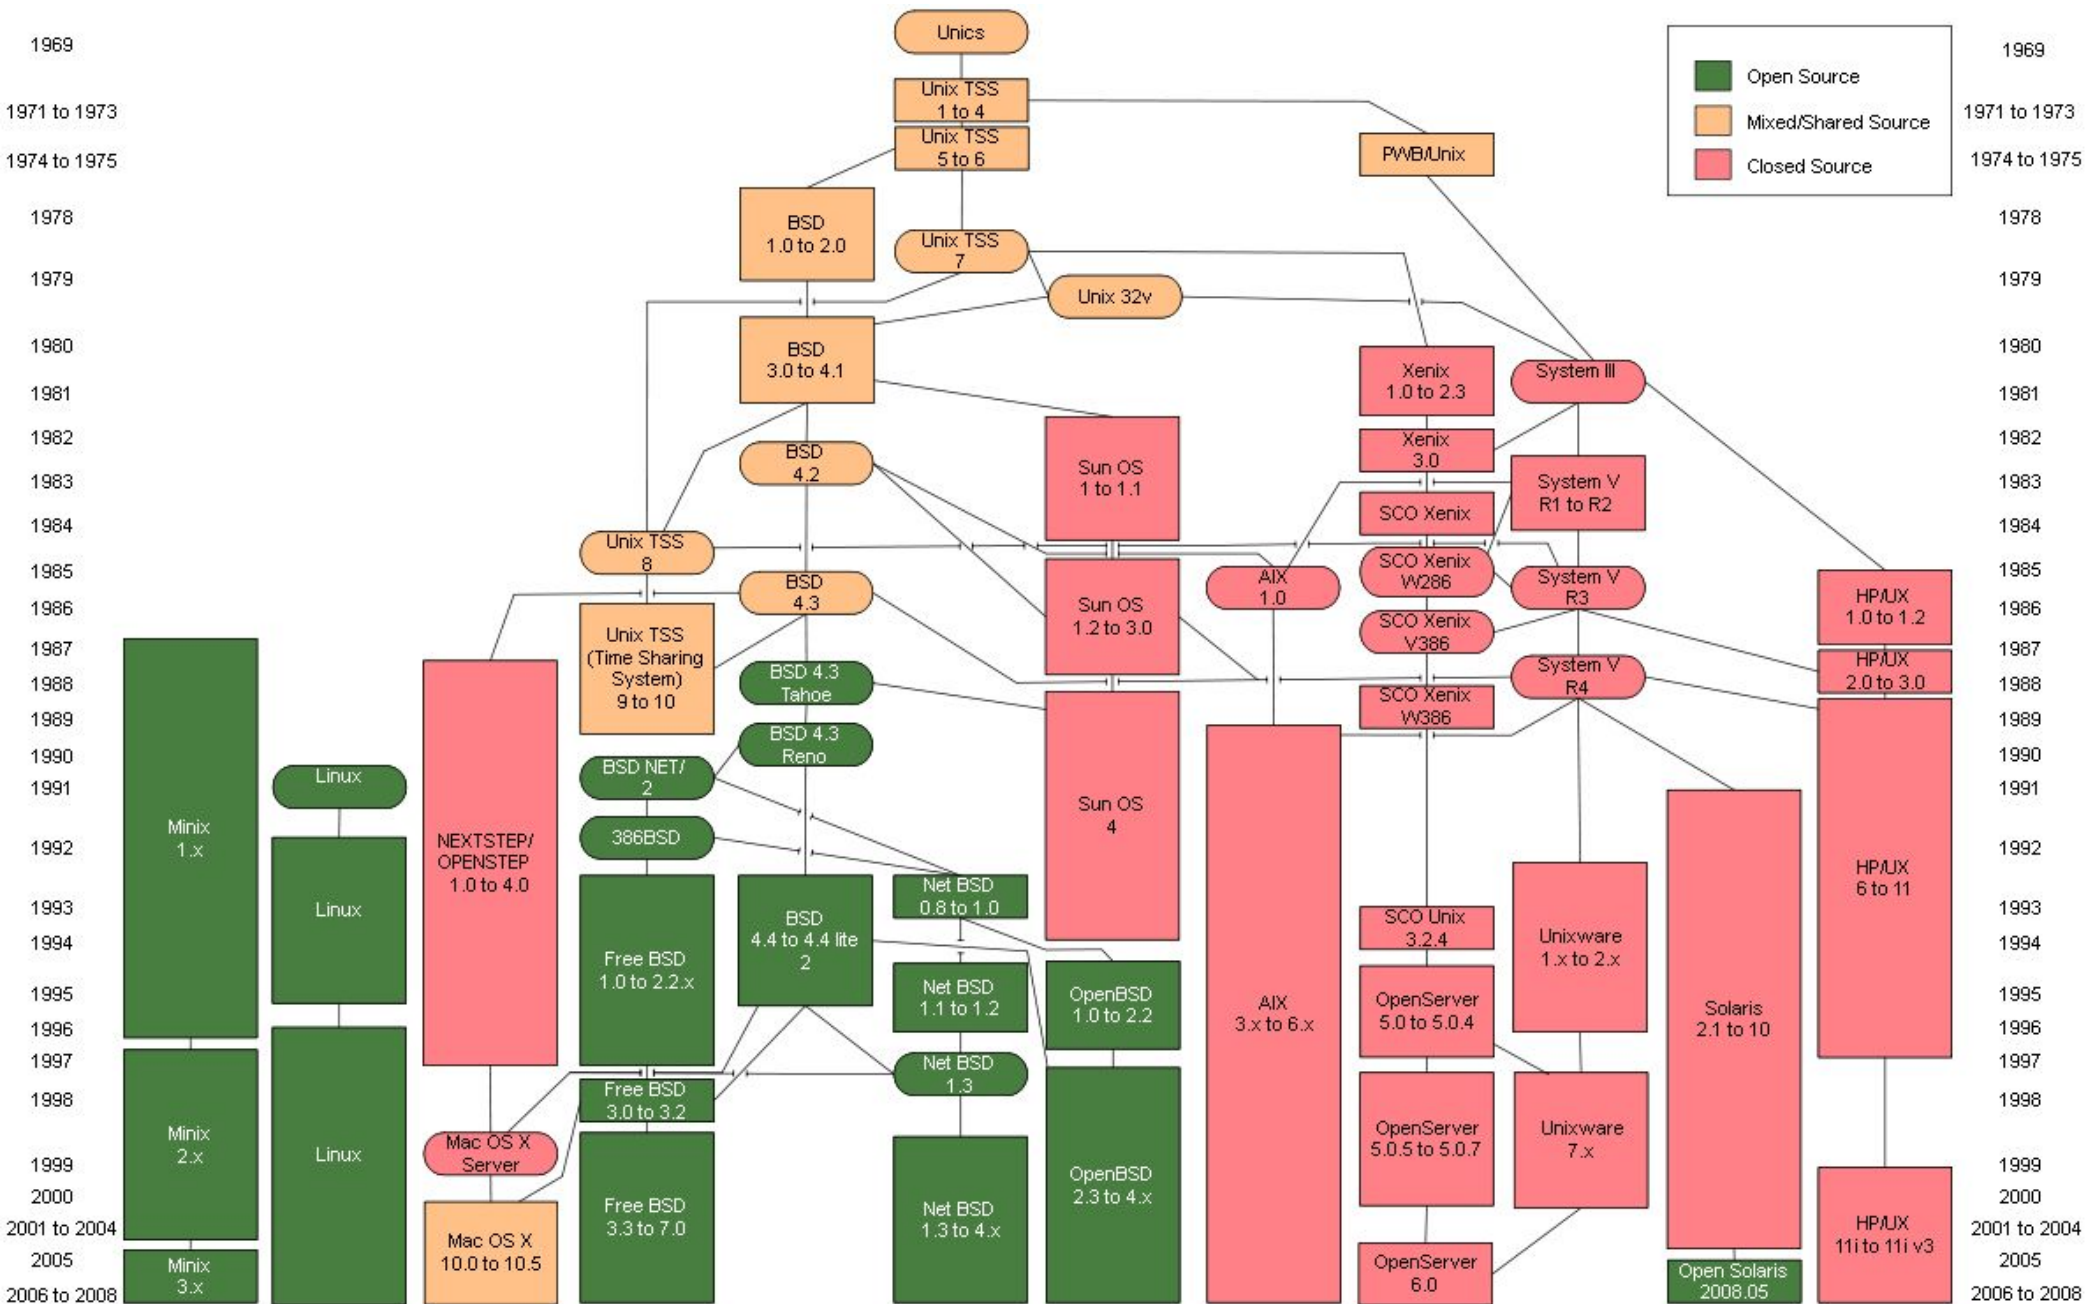 1969
1971 to 1973
1974 to 1975
1978
1979
1980
1981
1982
1983
1984
1985
1986
1987
1988
1989
1990
1991
1992
1993
1994
1995
1996
1997
1998
1999
2000
2001 to 2004
2005
2006 to 2008
Minix
1.x
Minix
2.x
Minix
3.x
Linux
Linux
Linux
NEXTSTEP/
OPENSTEP
1.0 to 4.0
Mac OS X
Server
Mac OS X
10.0 to 10.5
Unix TSS
8
Unix TSS
(Time Sharing
System)
9 to 10
BSD NET/
2
386BSD
Free BSD
1.0 to 2.2.x
Free BSD
3.0 to 3.2
Free BSD
3.3 to 7.0
BSD
1.0 to 2.0
BSD
3.0 to 4.1
BSD
4.2
BSD
4.3
BSD 4.3
Tahoe
BSD 4.3
Reno
BSD
4.4 to 4.4 lite
2
Unics
Unix TSS
1 to 4
Unix TSS
5 to 6
Unix TSS
7
Net BSD
0.8 to 1.0
Net BSD
1.1 to 1.2
Net BSD
1.3
Net BSD
1.3 to 4.x
Unix 32v
Sun OS
1 to 1.1
Sun OS
1.2 to 3.0
Sun OS
4
OpenBSD
1.0 to 2.2
OpenBSD
2.3 to 4.x
AIX
1.0
AIX
3.x to 6.x
PWB/Unix
Xenix
1.0 to 2.3
Xenix
3.0
SCO Xenix
SCO Xenix
W286
SCO Xenix
V386
SCO Xenix
W386
SCO Unix
3.2.4
OpenServer
5.0 to 5.0.4
OpenServer
5.0.5 to 5.0.7
OpenServer
6.0
System III
System V
R1 to R2
System V
R3
System V
R4
Unixware
1.x to 2.x
Unixware
7.x
Solaris
2.1 to 10
Open Solaris
2008.05
HP/UX
1.0 to 1.2
HP/UX
2.0 to 3.0
HP/UX
6 to 11
HP/UX
11i to 11i v3
Open Source
Mixed/Shared Source
Closed Source
1969
1971 to 1973
1974 to 1975
1978
1979
1980
1981
1982
1983
1984
1985
1986
1987
1988
1989
1990
1991
1992
1993
1994
1995
1996
1997
1998
1999
2000
2001 to 2004
2005
2006 to 2008